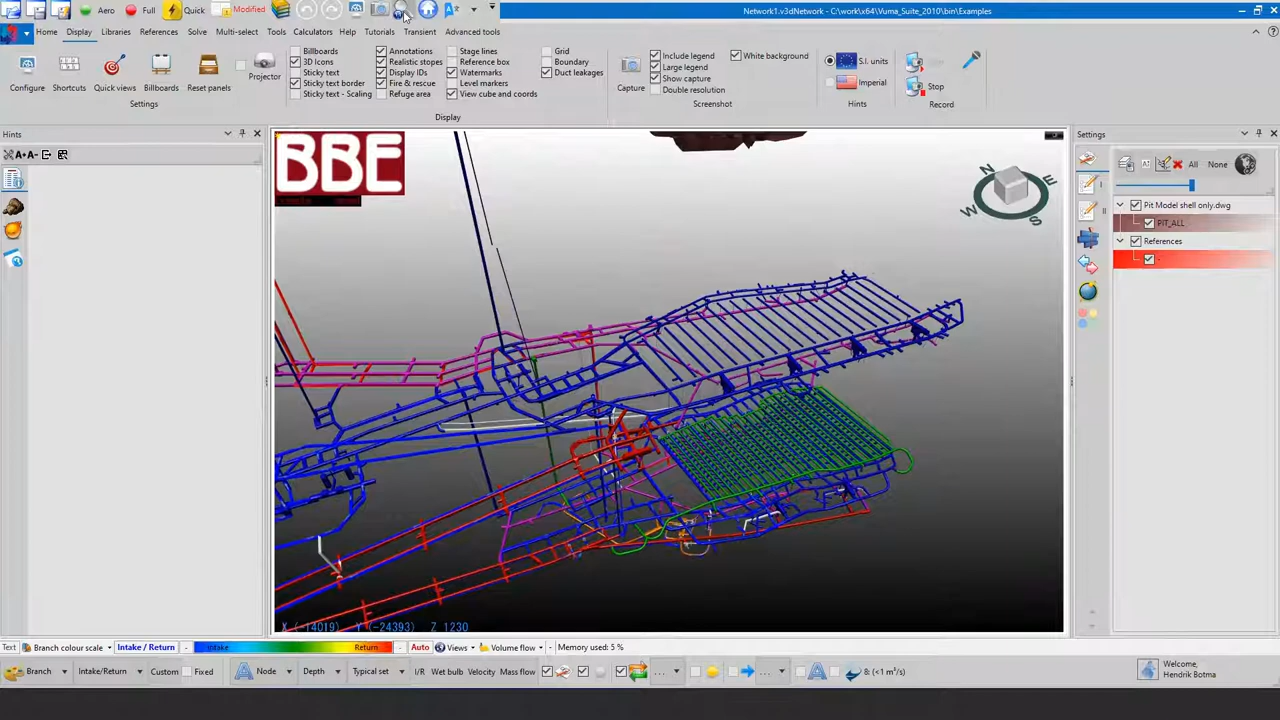 Aero Full Quick Modified
Network1.v3dNetwork - C:\work\x64\Vuma_Suite_2010\bin\Examples
Home Display Libraries References Solve Multi-select Tools Calculators Help Tutorials Transient Advanced tools
Configure Shortcuts Quick views Billboards Reset panels Projector
Settings
Billboards Annotations Stage lines Grid
3D Icons Realistic stopes Reference box Boundary
Sticky text Display IDs Watermarks Duct leakages
Sticky text border Fire & rescue Level markers
Sticky text - Scaling Refuge area View cube and coords
Display
Capture
Include legend White background
Large legend
Show capture
Double resolution
Screenshot
S.I. units
Imperial
Hints
Stop
Record
Hints
A+ A-
BBE
N E S W
Settings
All None
Pit Model shell only.dwg
PIT_ALL
References
-
X (-14019) Y (-24393) Z 1230
Text Branch colour scale Intake / Return - Intake Return - Auto Views Volume flow - Memory used: 5 %
Branch Intake/Return Custom Fixed Node Depth Typical set I/R Wet bulb Velocity Mass flow ... ... 8: (<1 m³/s)
Welcome,
Hendrik Botma